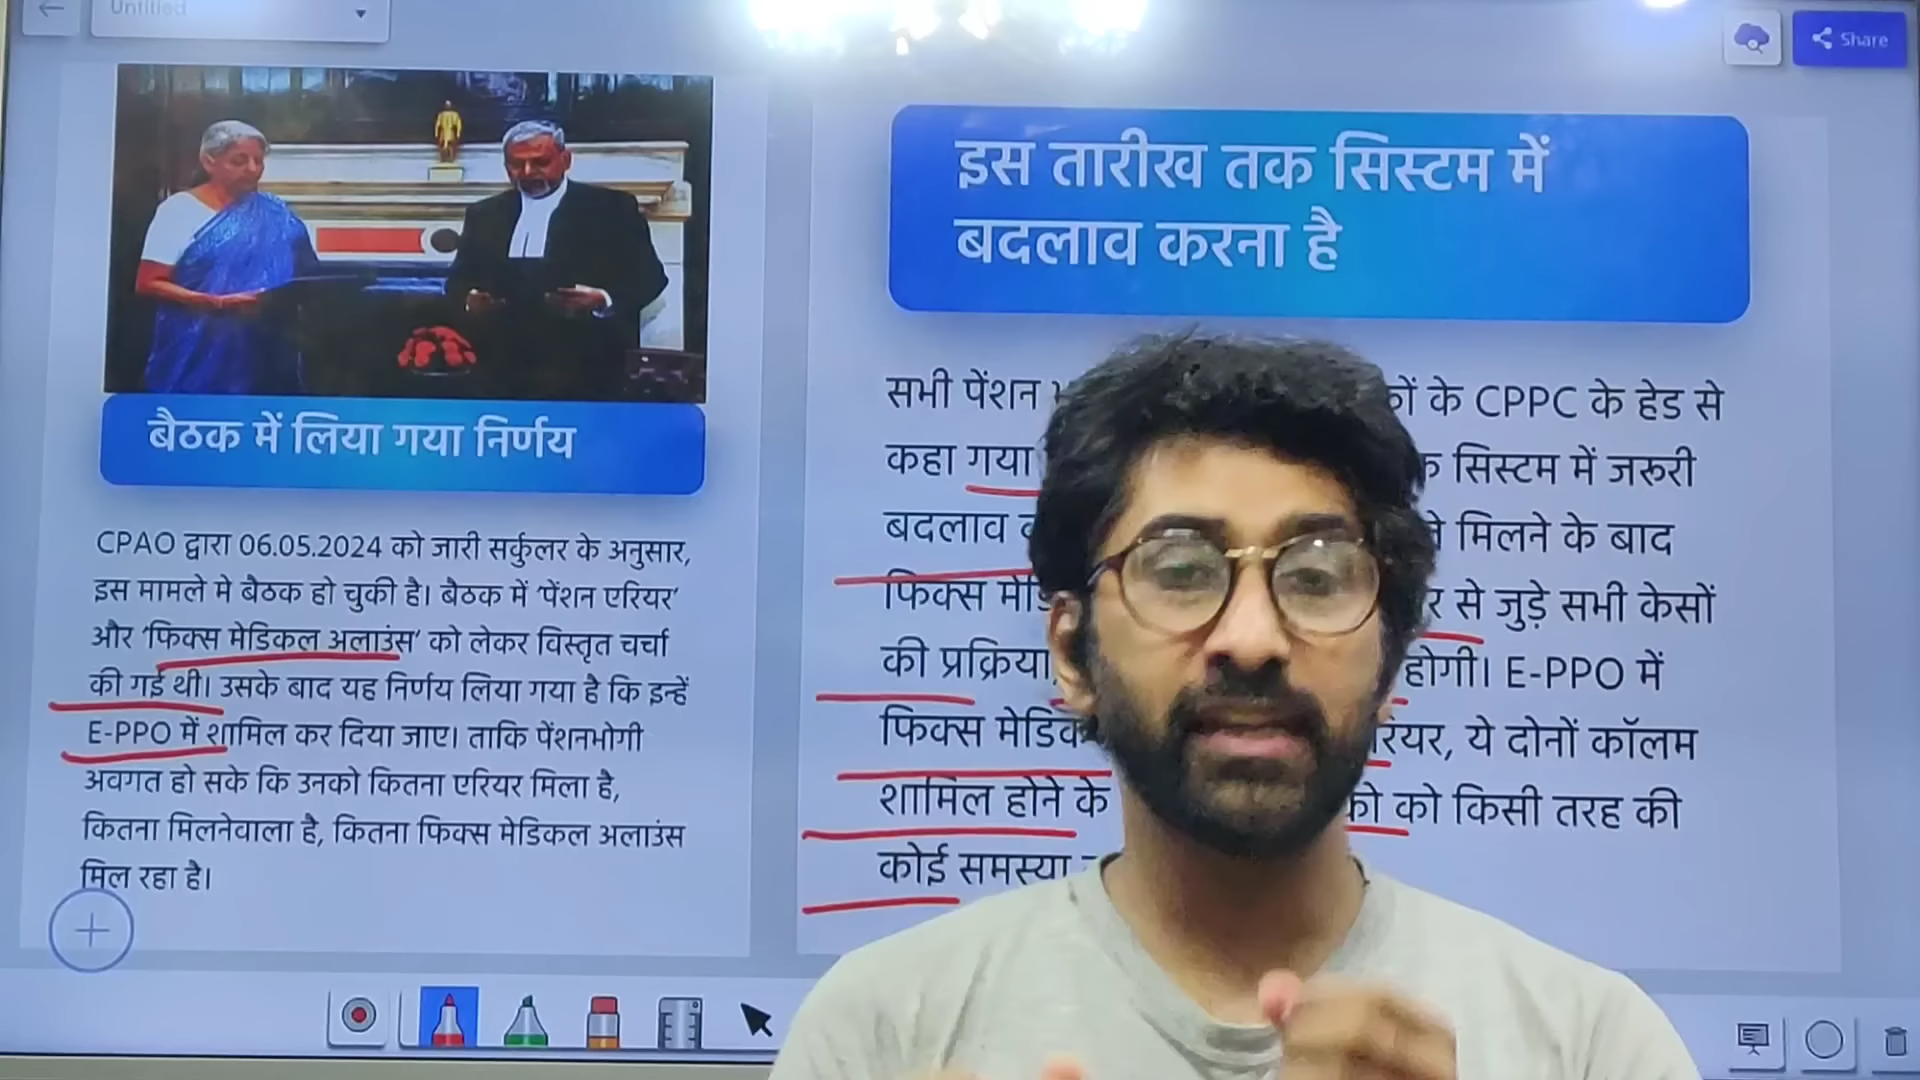 Untitled
Share
बैठक में लिया गया निर्णय
CPAO द्वारा 06.05.2024 को जारी सर्कुलर के अनुसार,
इस मामले मे बैठक हो चुकी है। बैठक में 'पेंशन एरियर'
और 'फिक्स मेडिकल अलाउंस' को लेकर विस्तृत चर्चा
की गई थी। उसके बाद यह निर्णय लिया गया है कि इन्हें
E-PPO में शामिल कर दिया जाए। ताकि पेंशनभोगी
अवगत हो सके कि उनको कितना एरियर मिला है,
कितना मिलनेवाला है, कितना फिक्स मेडिकल अलाउंस
मिल रहा है।
इस तारीख तक सिस्टम में
बदलाव करना है
सभी पेंशन के CPPC के हेड से
कहा गया सिस्टम में जरूरी
बदलाव मिलने के बाद
फिक्स से जुड़े सभी केसों
की प्रक्रिया होगी। E-PPO में
फिक्स ये दोनों कॉलम
शामिल होने के को किसी तरह की
कोई समस्या